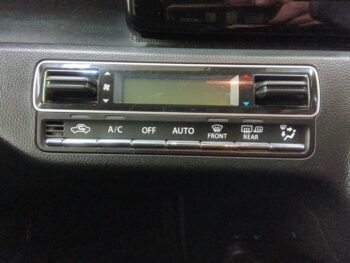 A/C OFF AUTO FRONT REAR